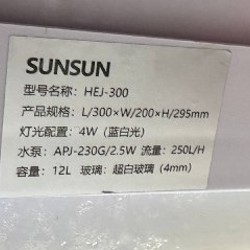 SUNSUN
型号名称：HEJ-300
产品规格：L/300×W/200×H/295mm
灯光配置：4W（蓝白光）
水泵：APJ-230G/2.5W 流量：250L/H
容量：12L 玻璃：超白玻璃（4mm）